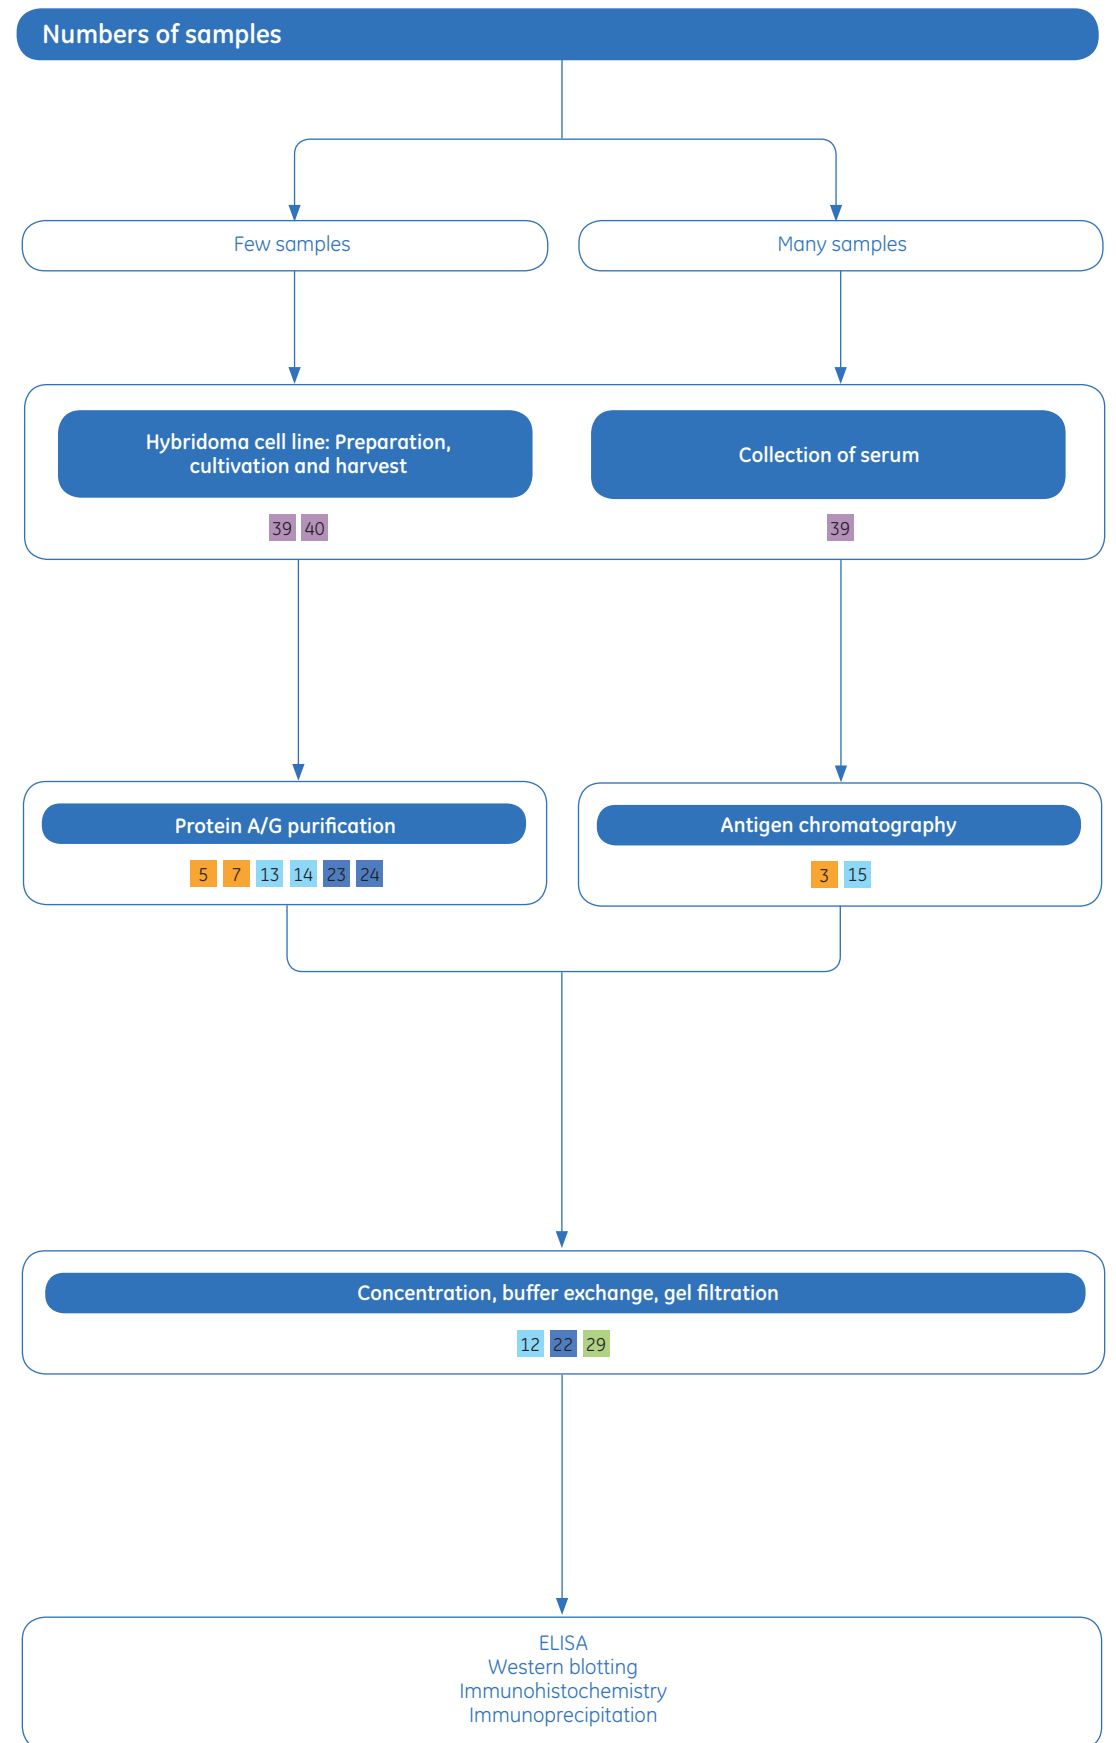 Numbers of samples
Few samples
Many samples
Hybridoma cell line: Preparation,
cultivation and harvest
39 40
Collection of serum
39
Protein A/G purification
5 7 13 14 23 24
Antigen chromatography
3 15
Concentration, buffer exchange, gel filtration
12 22 29
ELISA
Western blotting
Immunohistochemistry
Immunoprecipitation